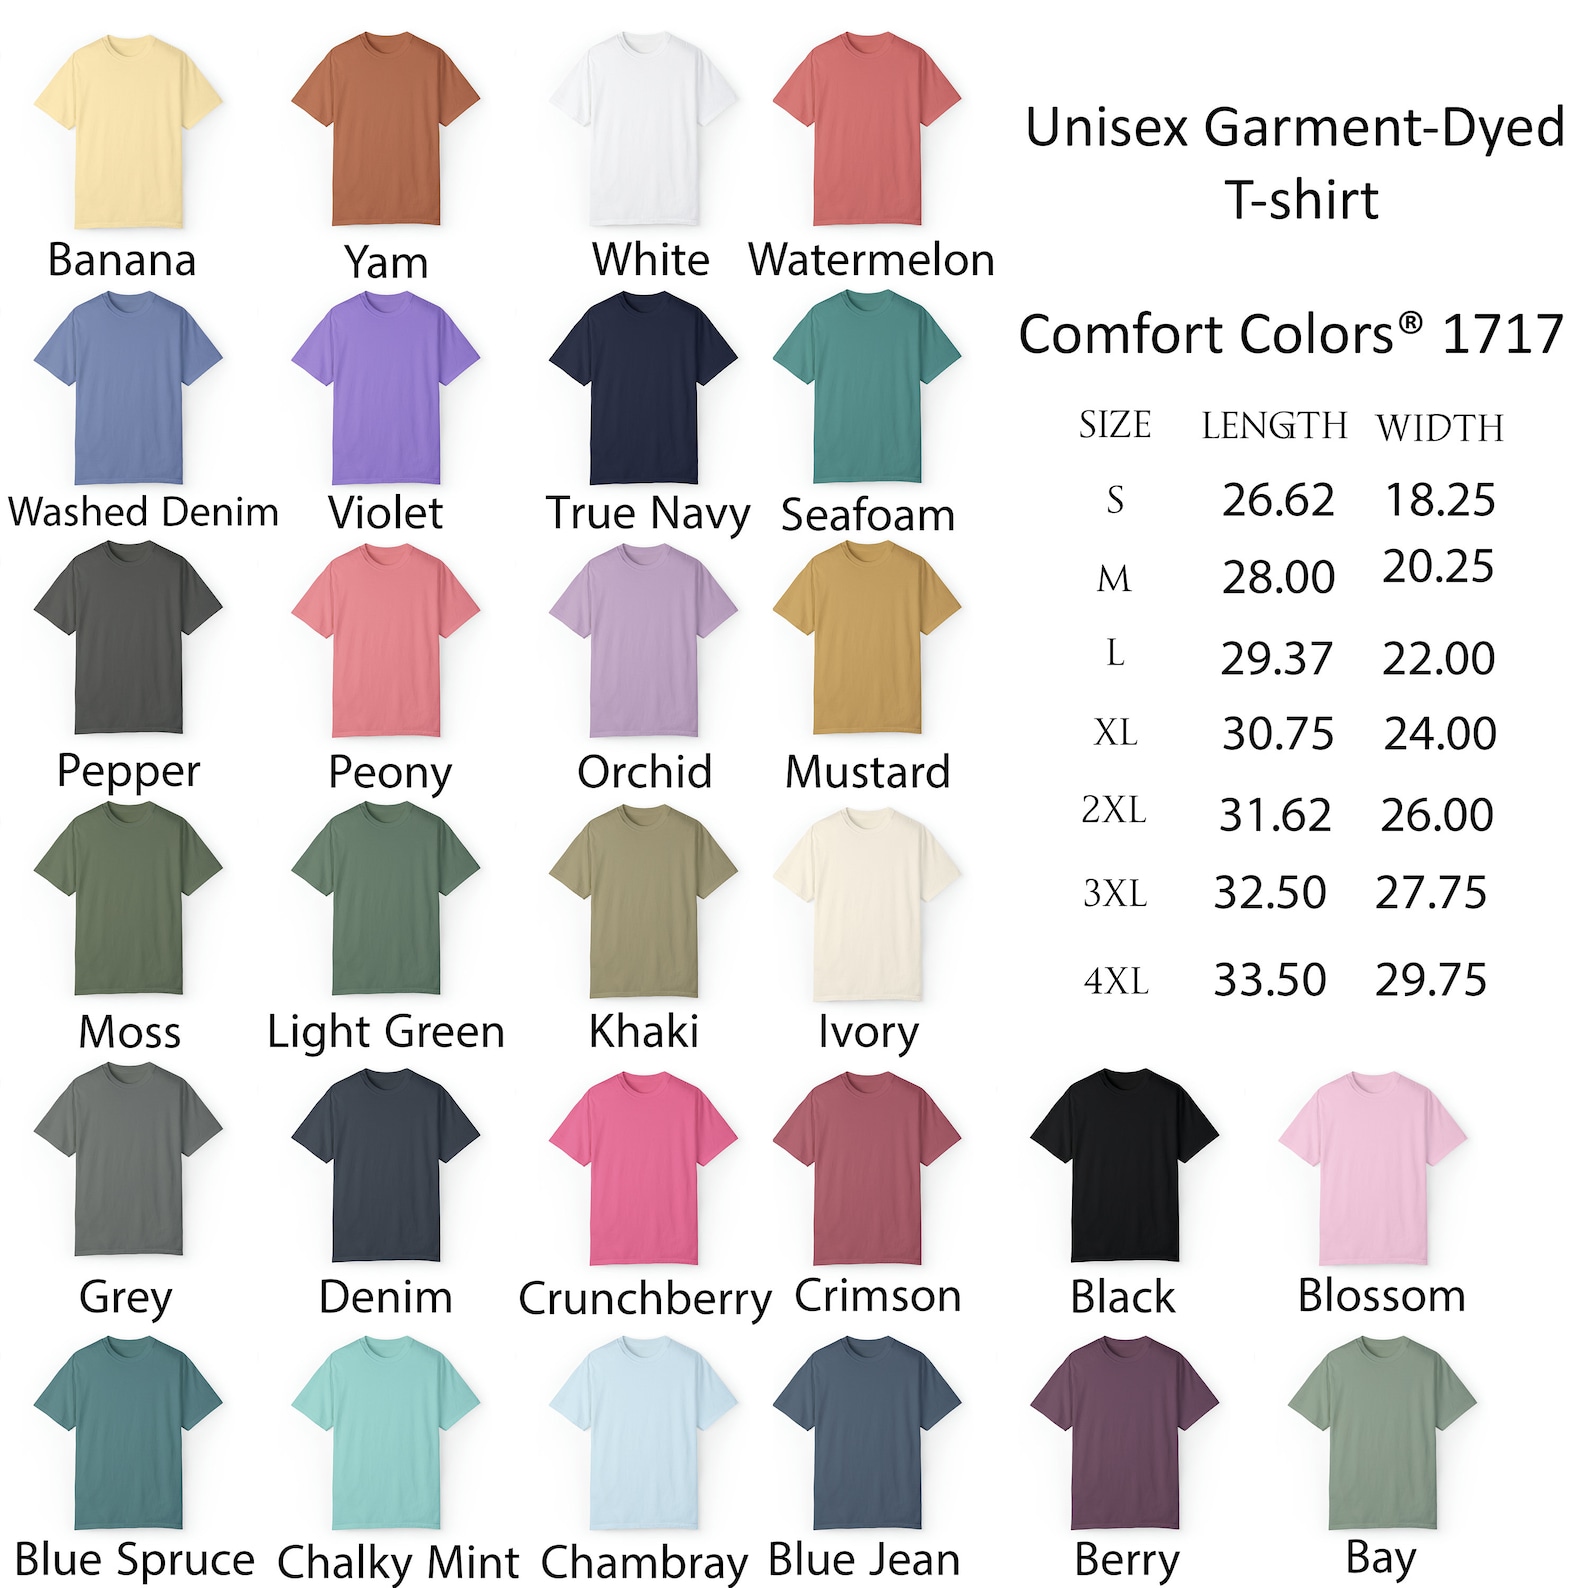 Unisex Garment-Dyed
T-shirt
Banana Yam White Watermelon
Comfort Colors® 1717
SIZE LENGTH WIDTH
S 26.62 18.25
Washed Denim Violet True Navy Seafoam
M 28.00 20.25
L 29.37 22.00
XL 30.75 24.00
Pepper Peony Orchid Mustard
2XL 31.62 26.00
3XL 32.50 27.75
4XL 33.50 29.75
Moss Light Green Khaki Ivory
Grey Denim Crunchberry Crimson Black Blossom
Blue Spruce Chalky Mint Chambray Blue Jean Berry Bay